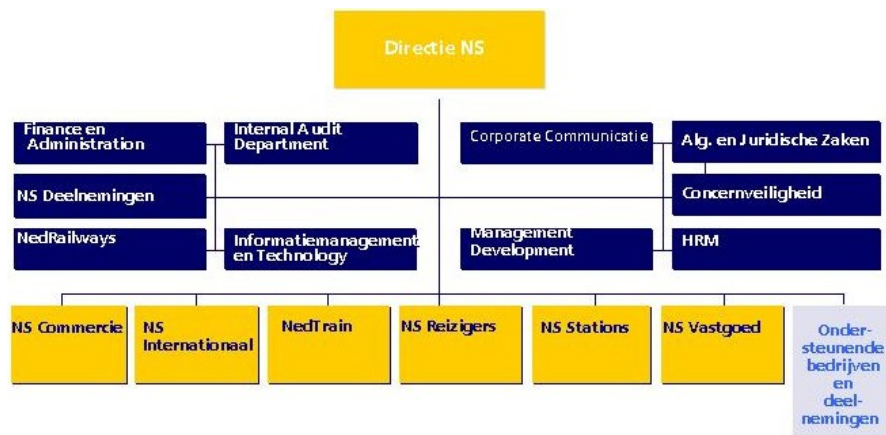 Directie NS
Finance en
Administration
Internal Audit
Department
Corporate Communicatie
Alg. en Juridische Zaken
NS Deelnemingen
Concernveiligheid
NedRailways
Informatiemanagement
en Technology
Management
Development
HRM
NS Commercie
NS
Internationaal
NedTrain
NS Reizigers
NS Stations
NS Vastgoed
Onder-
steunende
bedrijven
en
deel-
nemingen